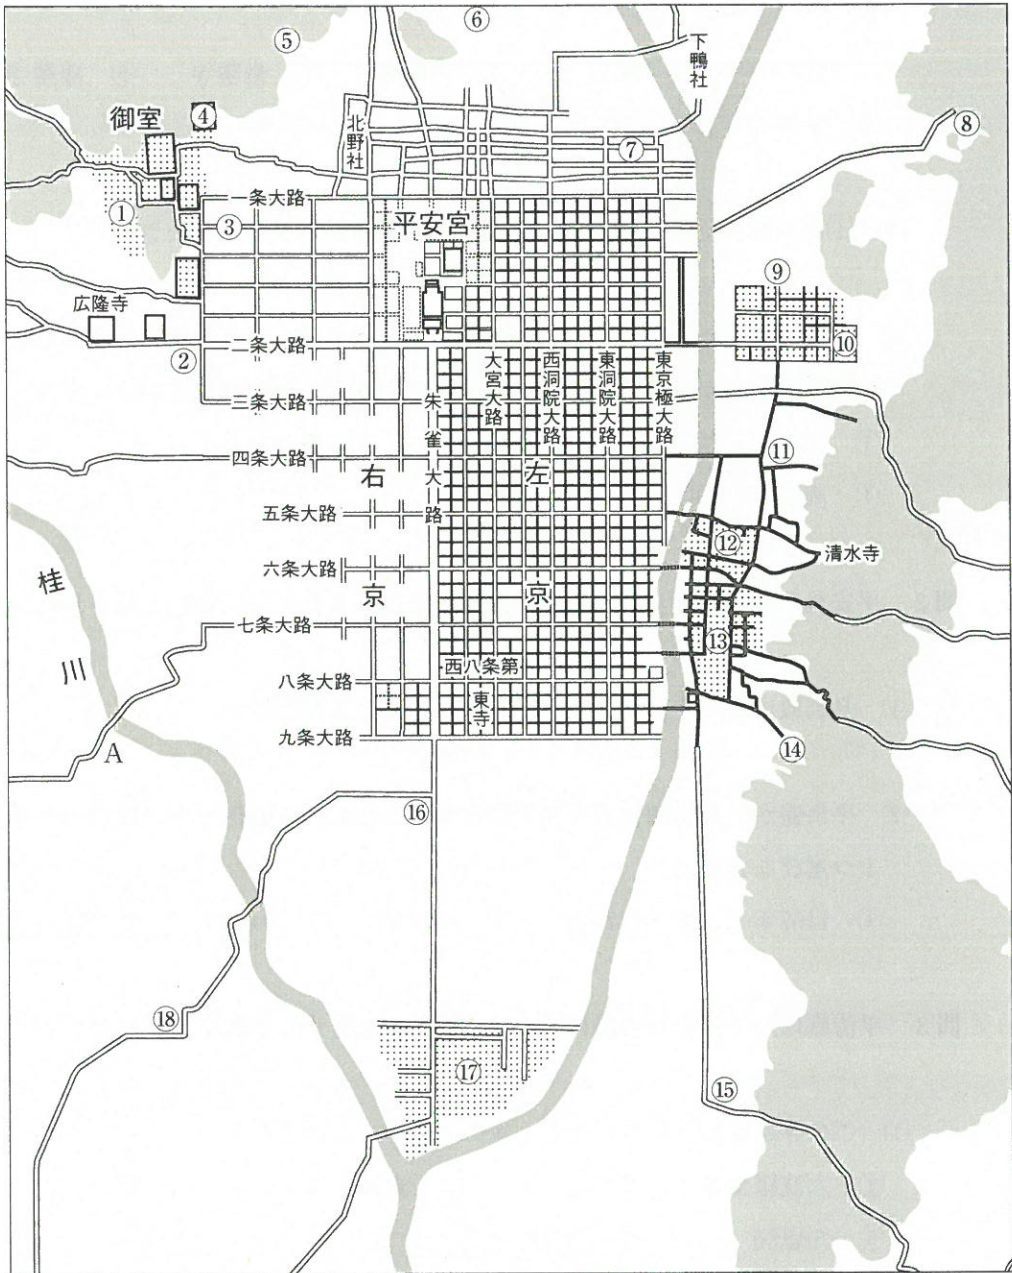 ⑥
⑤
下鴨社
御室
④
北野社
⑦
⑧
一条大路
①
③
平安宮
⑨
広隆寺
⑩
②
二条大路
大宮大路
西洞院大路
東洞院大路
東京極大路
三条大路
朱雀大路
四条大路
⑪
右京
左京
五条大路
⑫
清水寺
六条大路
桂川
七条大路
⑬
西八条第
八条大路
東寺
九条大路
⑭
A
⑯
⑱
⑰
⑮